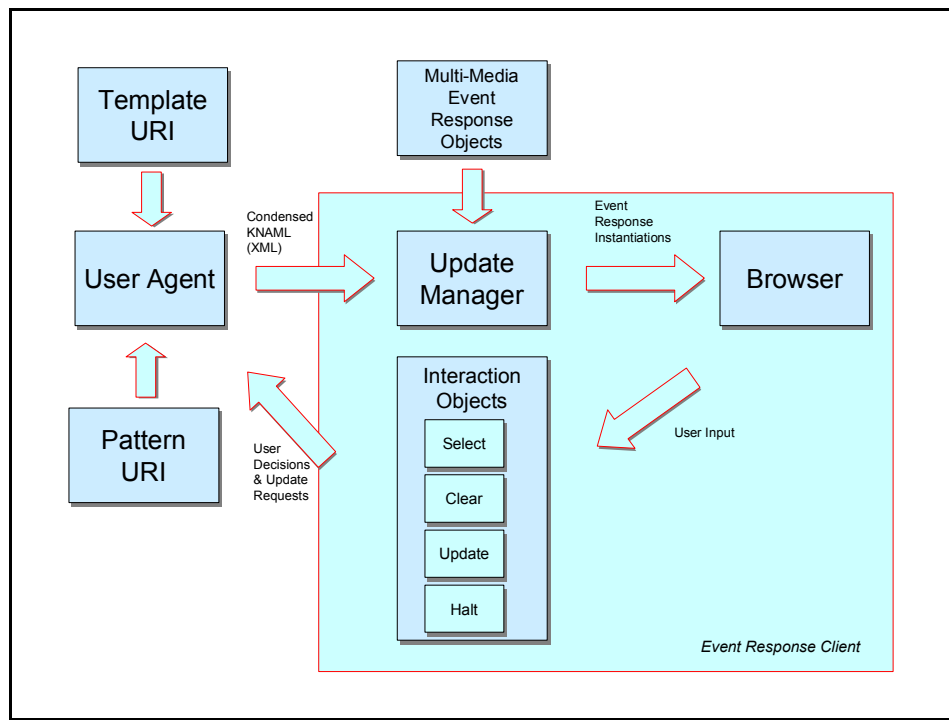 Template
URI
Multi-Media
Event
Response
Objects
Condensed
KNAML
(XML)
Event
Response
Instantiations
User Agent
Update
Manager
Browser
Interaction
Objects
Select
Clear
Update
Halt
Pattern
URI
User
Decisions
& Update
Requests
User Input
Event Response Client